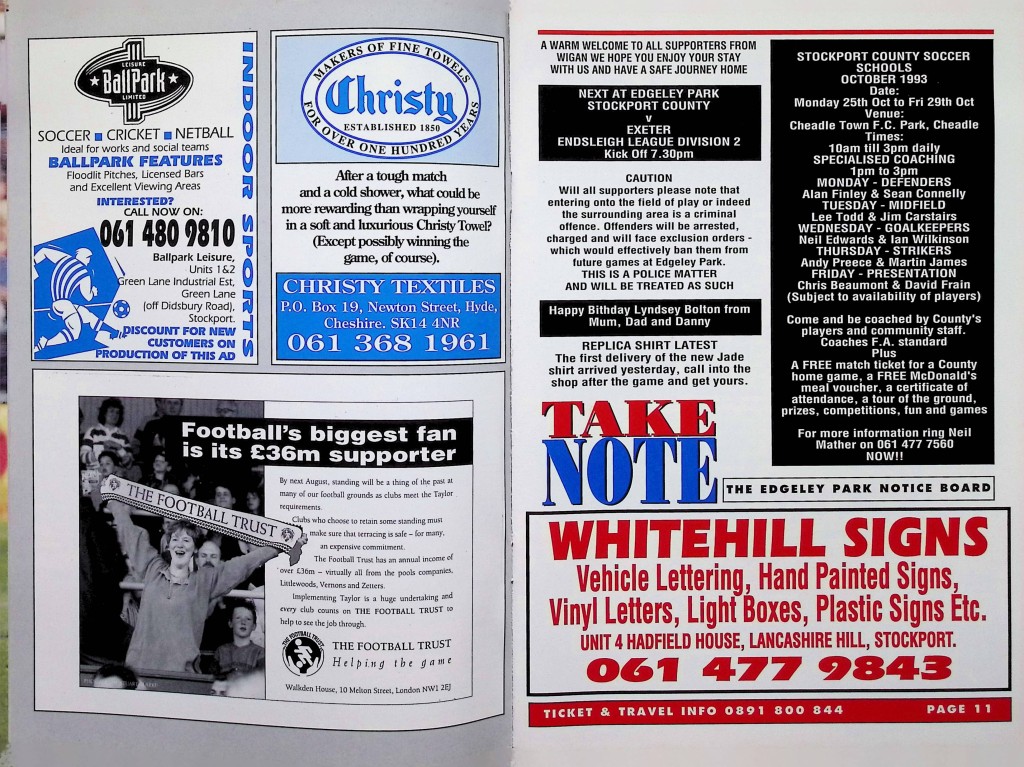 LEISURE
BALLPARK
LIMITED
SOCCER ■ CRICKET ■ NETBALL
Ideal for works and social teams
BALLPARK FEATURES
Floodlit Pitches, Licensed Bars
and Excellent Viewing Areas
INTERESTED?
CALL NOW ON:
061 480 9810
Ballpark Leisure,
Units 1&2
Green Lane Industrial Est,
Green Lane
(off Didsbury Road),
Stockport.
DISCOUNT FOR NEW
CUSTOMERS ON
PRODUCTION OF THIS AD
INDOOR SPORTS
MAKERS OF FINE TOWELS
Christy
ESTABLISHED 1850
FOR OVER ONE HUNDRED YEARS
After a tough match
and a cold shower, what could be
more rewarding than wrapping yourself
in a soft and luxurious Christy Towel?
(Except possibly winning the
game, of course).
CHRISTY TEXTILES
P.O. Box 19, Newton Street, Hyde,
Cheshire. SK14 4NR
061 368 1961
Football's biggest fan
is its £36m supporter
THE FOOTBALL TRUST
By next August, standing will be a thing of the past at
many of our football grounds as clubs meet the Taylor
requirements.
Clubs who choose to retain some standing must
make sure that terracing is safe – for many,
an expensive commitment.
The Football Trust has an annual income of
over £36m – virtually all from the pools companies,
Littlewoods, Vernons and Zetters.
Implementing Taylor is a huge undertaking and
every club counts on THE FOOTBALL TRUST to
help to see the job through.
THE FOOTBALL TRUST
THE FOOTBALL TRUST
Helping the game
Walkden House, 10 Melton Street, London NW1 2EJ
A WARM WELCOME TO ALL SUPPORTERS FROM
WIGAN WE HOPE YOU ENJOY YOUR STAY
WITH US AND HAVE A SAFE JOURNEY HOME
NEXT AT EDGELEY PARK
STOCKPORT COUNTY
v
EXETER
ENDSLEIGH LEAGUE DIVISION 2
Kick Off 7.30pm
CAUTION
Will all supporters please note that
entering onto the field of play or indeed
the surrounding area is a criminal
offence. Offenders will be arrested,
charged and will face exclusion orders -
which would effectively ban them from
future games at Edgeley Park.
THIS IS A POLICE MATTER
AND WILL BE TREATED AS SUCH
Happy Bithday Lyndsey Bolton from
Mum, Dad and Danny
REPLICA SHIRT LATEST
The first delivery of the new Jade
shirt arrived yesterday, call into the
shop after the game and get yours.
STOCKPORT COUNTY SOCCER
SCHOOLS
OCTOBER 1993
Date:
Monday 25th Oct to Fri 29th Oct
Venue:
Cheadle Town F.C. Park, Cheadle
Times:
10am till 3pm daily
SPECIALISED COACHING
1pm to 3pm
MONDAY - DEFENDERS
Alan Finley & Sean Connelly
TUESDAY - MIDFIELD
Lee Todd & Jim Carstairs
WEDNESDAY - GOALKEEPERS
Neil Edwards & Ian Wilkinson
THURSDAY - STRIKERS
Andy Preece & Martin James
FRIDAY - PRESENTATION
Chris Beaumont & David Frain
(Subject to availability of players)
Come and be coached by County's
players and community staff.
Coaches F.A. standard
Plus
A FREE match ticket for a County
home game, a FREE McDonald's
meal voucher, a certificate of
attendance, a tour of the ground,
prizes, competitions, fun and games
For more information ring Neil
Mather on 061 477 7560
NOW!!
TAKE
NOTE
THE EDGELEY PARK NOTICE BOARD
WHITEHILL SIGNS
Vehicle Lettering, Hand Painted Signs,
Vinyl Letters, Light Boxes, Plastic Signs Etc.
UNIT 4 HADFIELD HOUSE, LANCASHIRE HILL, STOCKPORT.
061 477 9843
TICKET & TRAVEL INFO 0891 800 844
PAGE 11